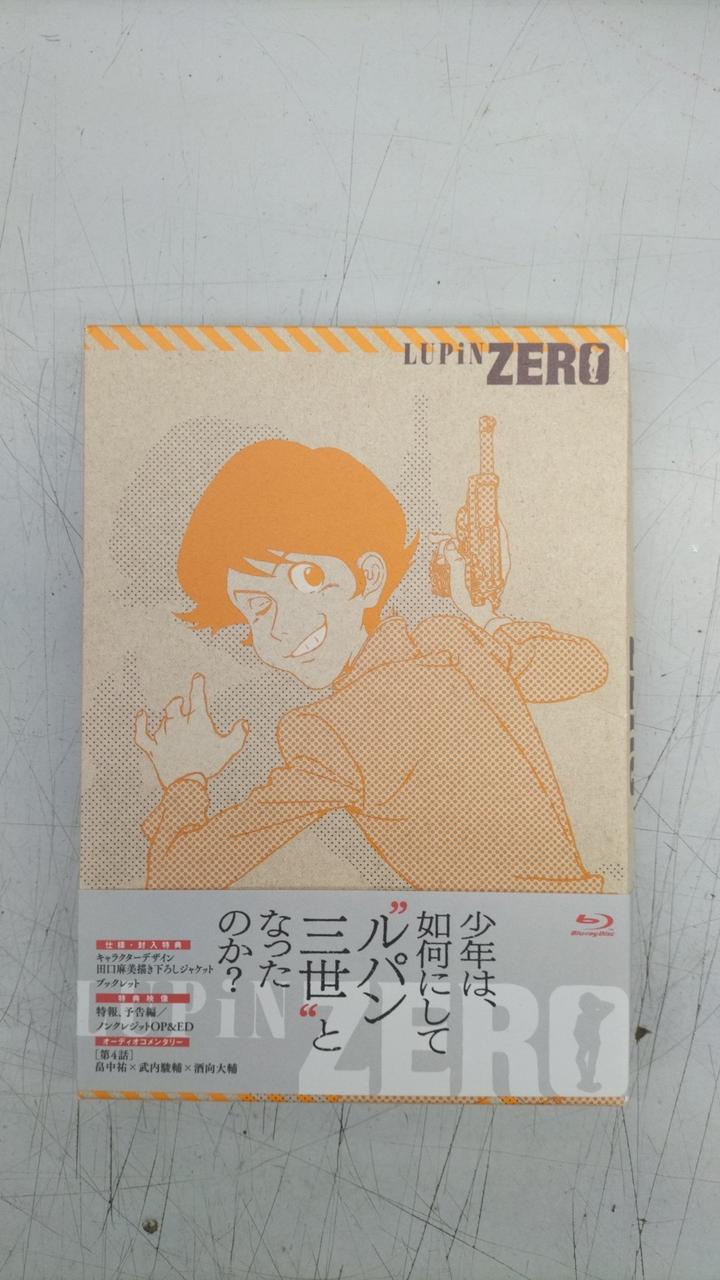 LUPiN ZERO
少年は、
如何にして
”ルパン
三世“と
なった
のか?
Blu-ray Disc
仕様・封入特典
キャラクターデザイン
田口麻美描き下ろしジャケット
ブックレット
特典映像
特報、予告編/
ノンクレジットOP&ED
オーディオコメンタリー
[第4話]
畠中祐×武内駿輔×酒向大輔
LUPiN ZERO